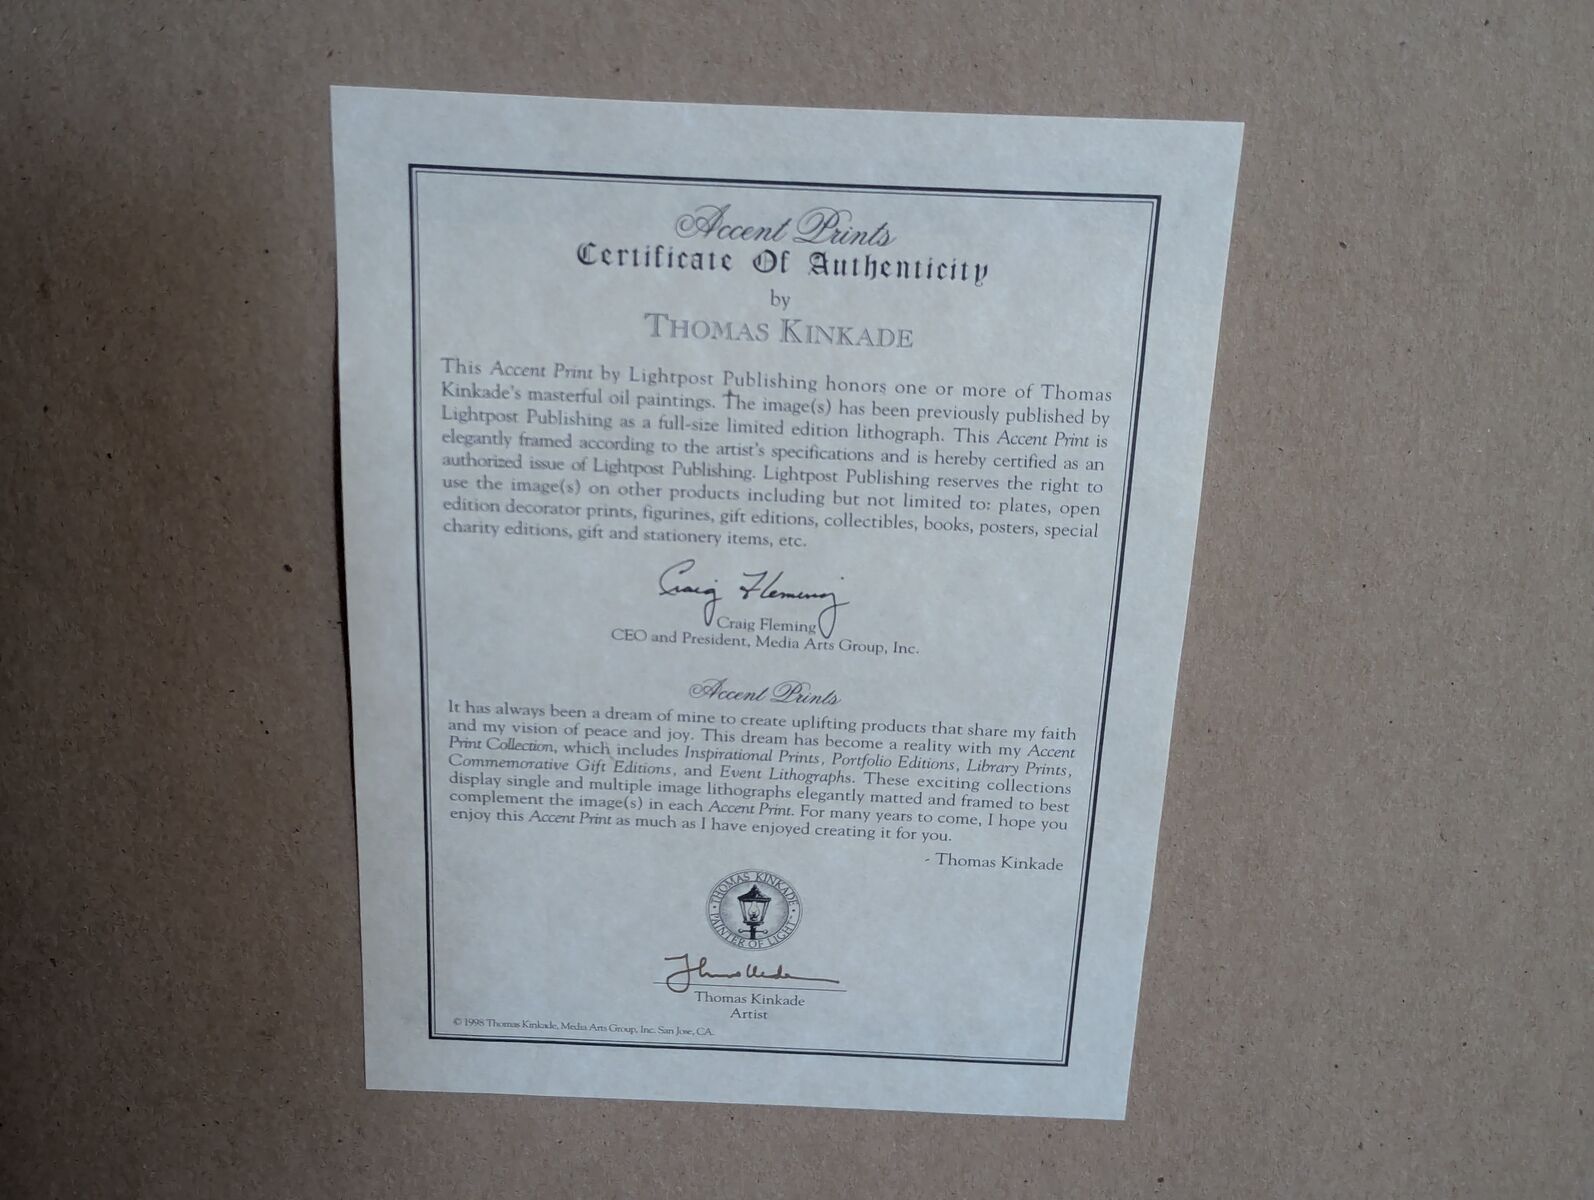 Accent Prints
Certificate Of Authenticity
by
THOMAS KINKADE
This Accent Print by Lightpost Publishing honors one or more of Thomas
Kinkade's masterful oil paintings. The image(s) has been previously published by
Lightpost Publishing as a full-size limited edition lithograph. This Accent Print is
elegantly framed according to the artist's specifications and is hereby certified as an
authorized issue of Lightpost Publishing. Lightpost Publishing reserves the right to
use the image(s) on other products including but not limited to: plates, open
edition decorator prints, figurines, gift editions, collectibles, books, posters, special
charity editions, gift and stationery items, etc.
Craig Fleming
Craig Fleming
CEO and President, Media Arts Group, Inc.
Accent Prints
It has always been a dream of mine to create uplifting products that share my faith
and my vision of peace and joy. This dream has become a reality with my Accent
Print Collection, which includes Inspirational Prints, Portfolio Editions, Library Prints,
Commemorative Gift Editions, and Event Lithographs. These exciting collections
display single and multiple image lithographs elegantly matted and framed to best
complement the image(s) in each Accent Print. For many years to come, I hope you
enjoy this Accent Print as much as I have enjoyed creating it for you.
- Thomas Kinkade
THOMAS KINKADE
PAINTER OF LIGHT
Thomas Kinkade
Artist
© 1998 Thomas Kinkade, Media Arts Group, Inc. San Jose, CA.